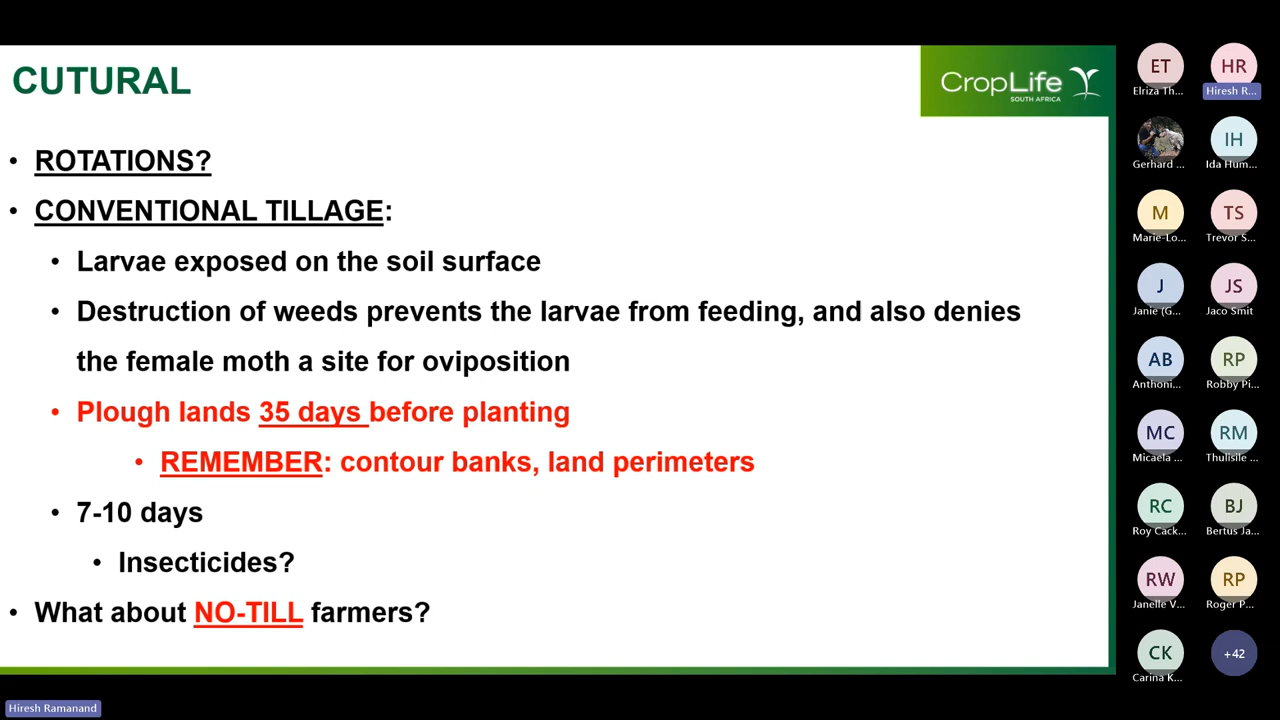 CUTURAL
CropLife
SOUTH AFRICA
• ROTATIONS?
• CONVENTIONAL TILLAGE:
• Larvae exposed on the soil surface
• Destruction of weeds prevents the larvae from feeding, and also denies
the female moth a site for oviposition
• Plough lands 35 days before planting
• REMEMBER: contour banks, land perimeters
• 7-10 days
• Insecticides?
• What about NO-TILL farmers?
ET
Elriza Th...
HR
Hiresh R...
Gerhard ...
IH
Ida Hum...
M
Marie-Lo...
TS
Trevor S...
J
Janie (G...
JS
Jaco Smit
AB
Anthoni...
RP
Robby Pi...
MC
Micaela ...
RM
Thulisile ...
RC
Roy Cack...
BJ
Bertus Ja...
RW
Janelle V...
RP
Roger P...
CK
Carina K...
+42
Hiresh Ramanand